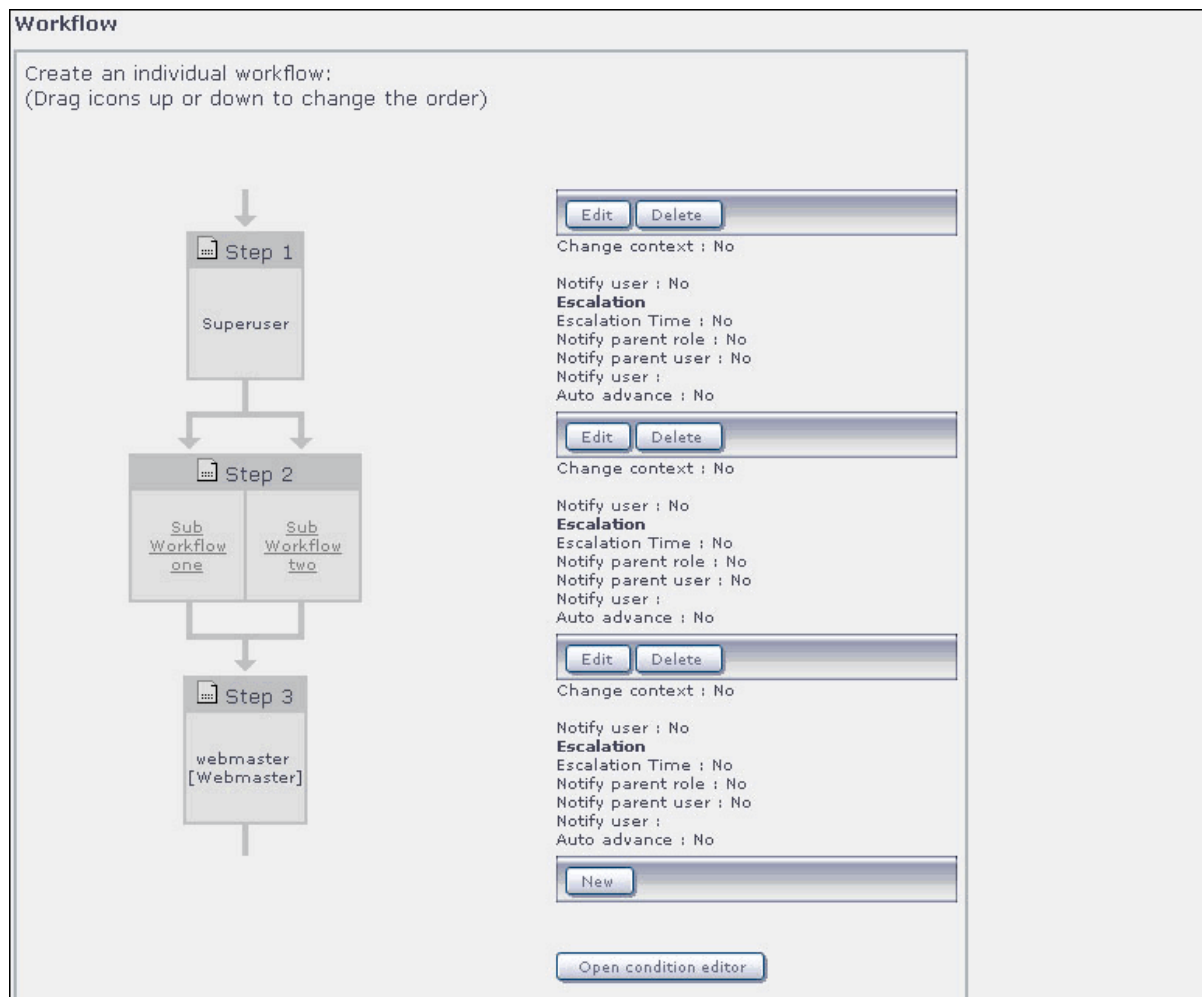 Workflow
Create an individual workflow:
(Drag icons up or down to change the order)
Edit Delete
Change context : No
Step 1
Superuser
Notify user : No
Escalation
Escalation Time : No
Notify parent role : No
Notify parent user : No
Notify user :
Auto advance : No
Edit Delete
Change context : No
Step 2
Sub
Workflow
one
Sub
Workflow
two
Notify user : No
Escalation
Escalation Time : No
Notify parent role : No
Notify parent user : No
Notify user :
Auto advance : No
Edit Delete
Change context : No
Step 3
webmaster
[Webmaster]
Notify user : No
Escalation
Escalation Time : No
Notify parent role : No
Notify parent user : No
Notify user :
Auto advance : No
New
Open condition editor